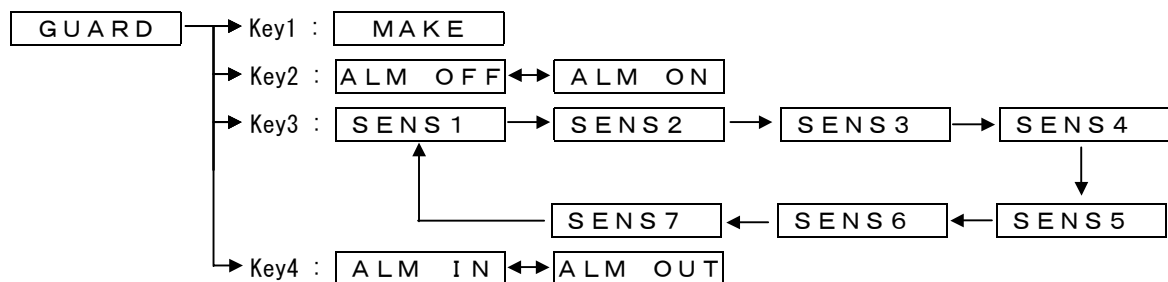 GUARD Key1 : MAKE
Key2 : ALM OFF ALM ON
Key3 : SENS1 SENS2 SENS3 SENS4
SENS7 SENS6 SENS5
Key4 : ALM IN ALM OUT